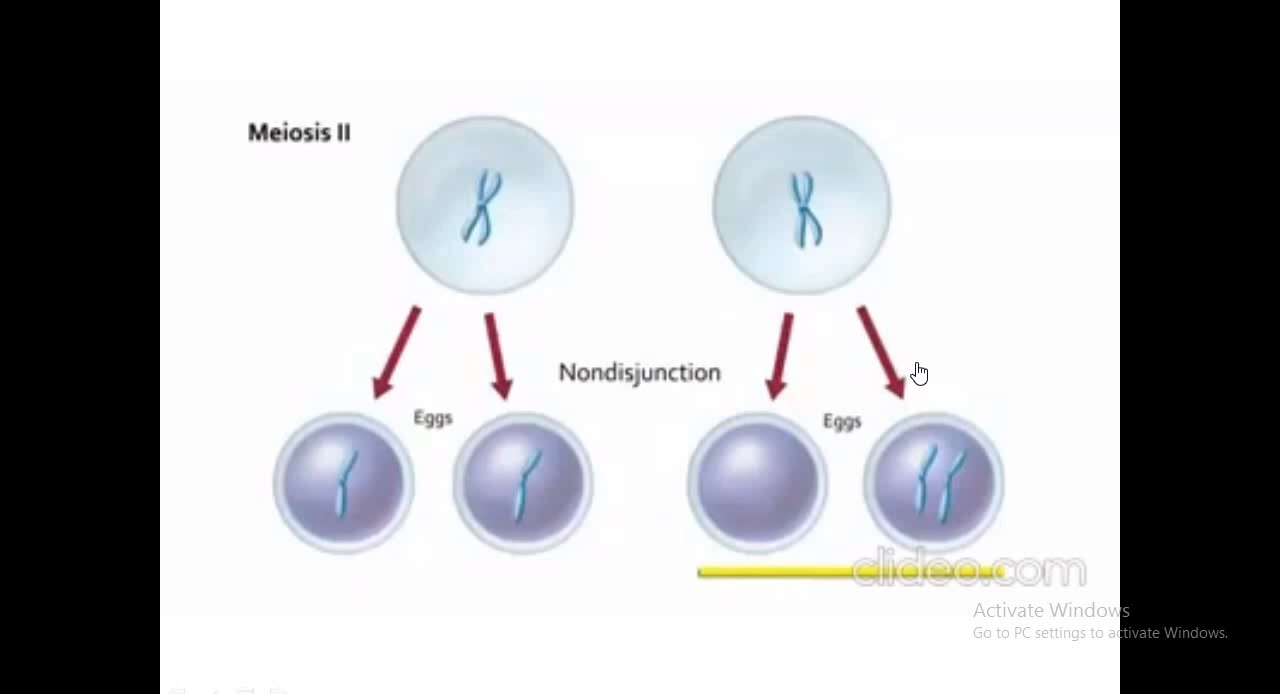 Meiosis II
Nondisjunction
Eggs
Eggs
clideo.com
Activate Windows
Go to PC settings to activate Windows.